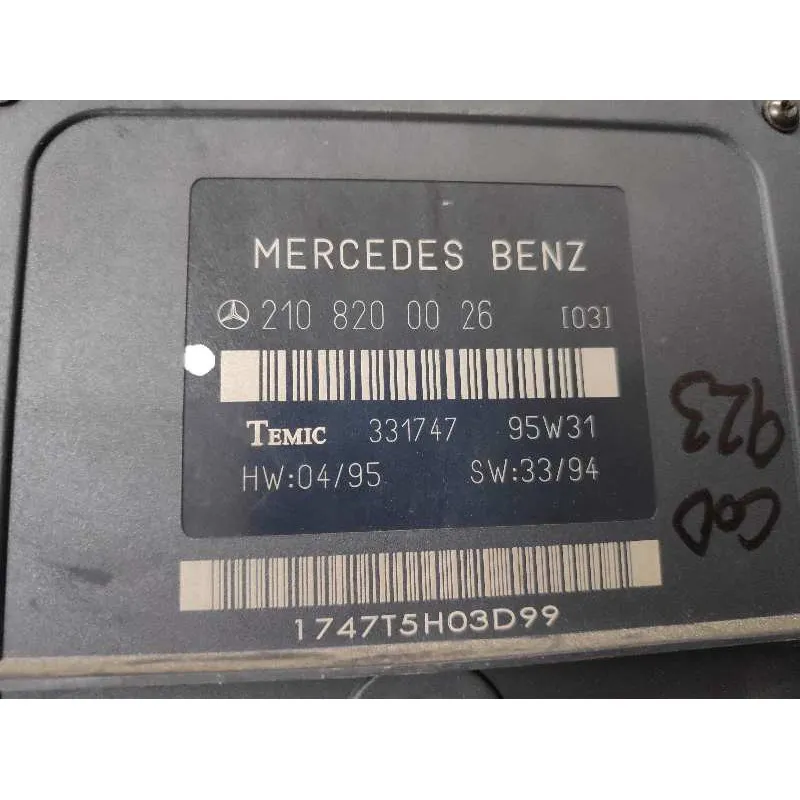 MERCEDES BENZ
210 820 00 26 [03]
TEMIC 331747 95W31
HW:04/95 SW:33/94
1747T5H03D99
923
COD